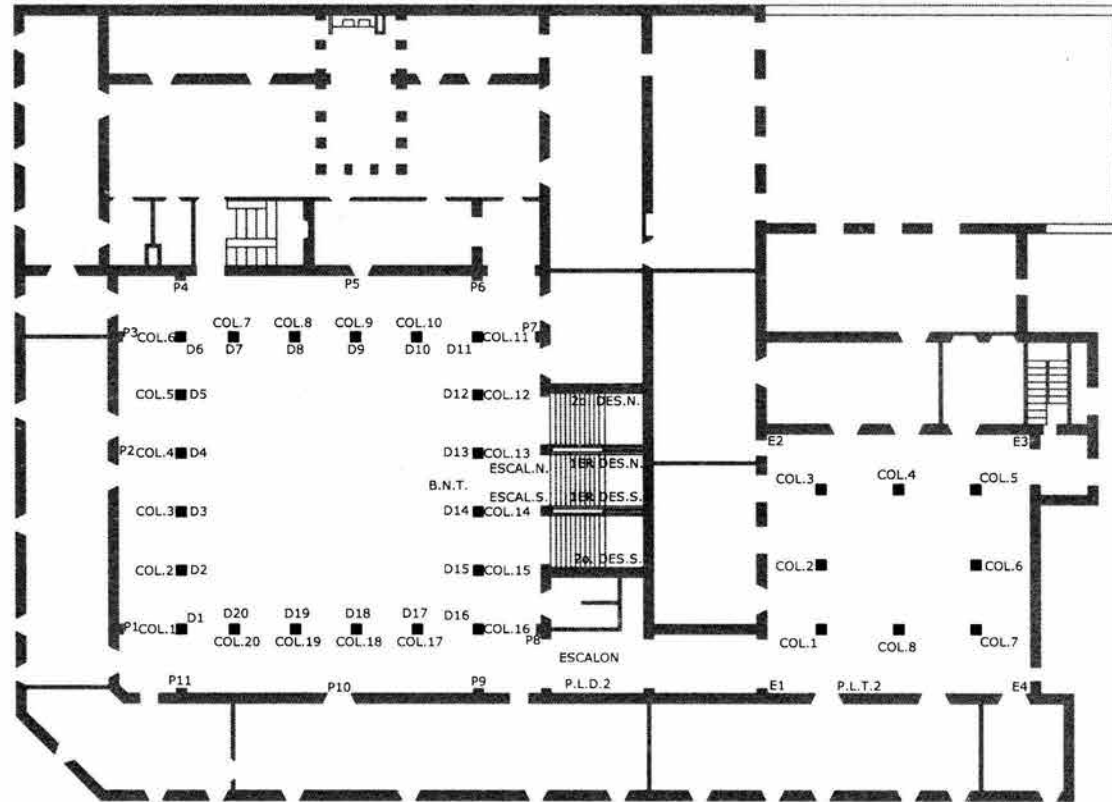 P4
P5
P6
P3
COL.6
COL.7
COL.8
COL.9
COL.10
COL.11
P7
D6
D7
D8
D9
D10
D11
COL.5 D5
D12 COL.12
2o. DES.N.
P2
COL.4 D4
D13 COL.13
ESCAL.N.
1ER. DES.N.
B.N.T.
ESCAL.S.
1ER. DES.S.
COL.3 D3
D14 COL.14
COL.2 D2
D15 COL.15
2o. DES.S.
P1
COL.1
D1
D20
D19
D18
D17
D16
COL.16
COL.20
COL.19
COL.18
COL.17
P8
ESCALON
P11
P10
P9
P.L.D.2
E2
E3
COL.3
COL.4
COL.5
COL.2
COL.6
COL.1
COL.8
COL.7
E1
P.L.T.2
E4